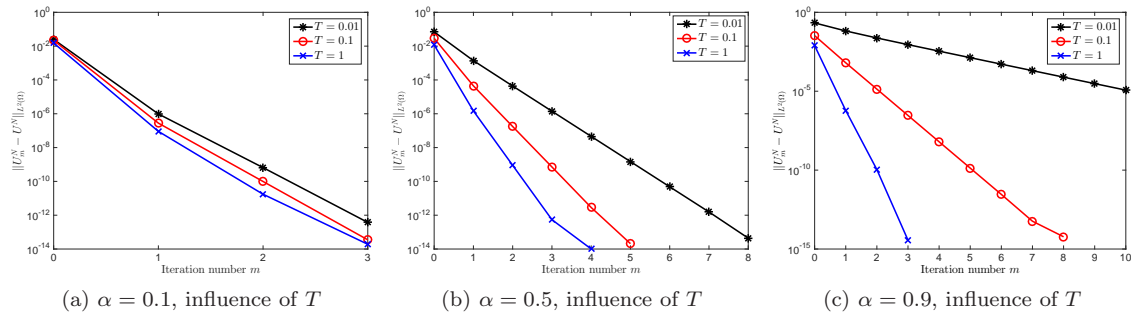 ||U_m^N − U^N||_{L²(Ω)}
10^0
10^-2
10^-4
10^-6
10^-8
10^-10
10^-12
10^-14
0 1 2 3
Iteration number m
T = 0.01
T = 0.1
T = 1
(a) α = 0.1, influence of T
||U_m^N − U^N||_{L²(Ω)}
10^0
10^-2
10^-4
10^-6
10^-8
10^-10
10^-12
10^-14
0 1 2 3 4 5 6 7 8
Iteration number m
T = 0.01
T = 0.1
T = 1
(b) α = 0.5, influence of T
||U_m^N − U^N||_{L²(Ω)}
10^0
10^-5
10^-10
10^-15
0 1 2 3 4 5 6 7 8 9 10
Iteration number m
T = 0.01
T = 0.1
T = 1
(c) α = 0.9, influence of T